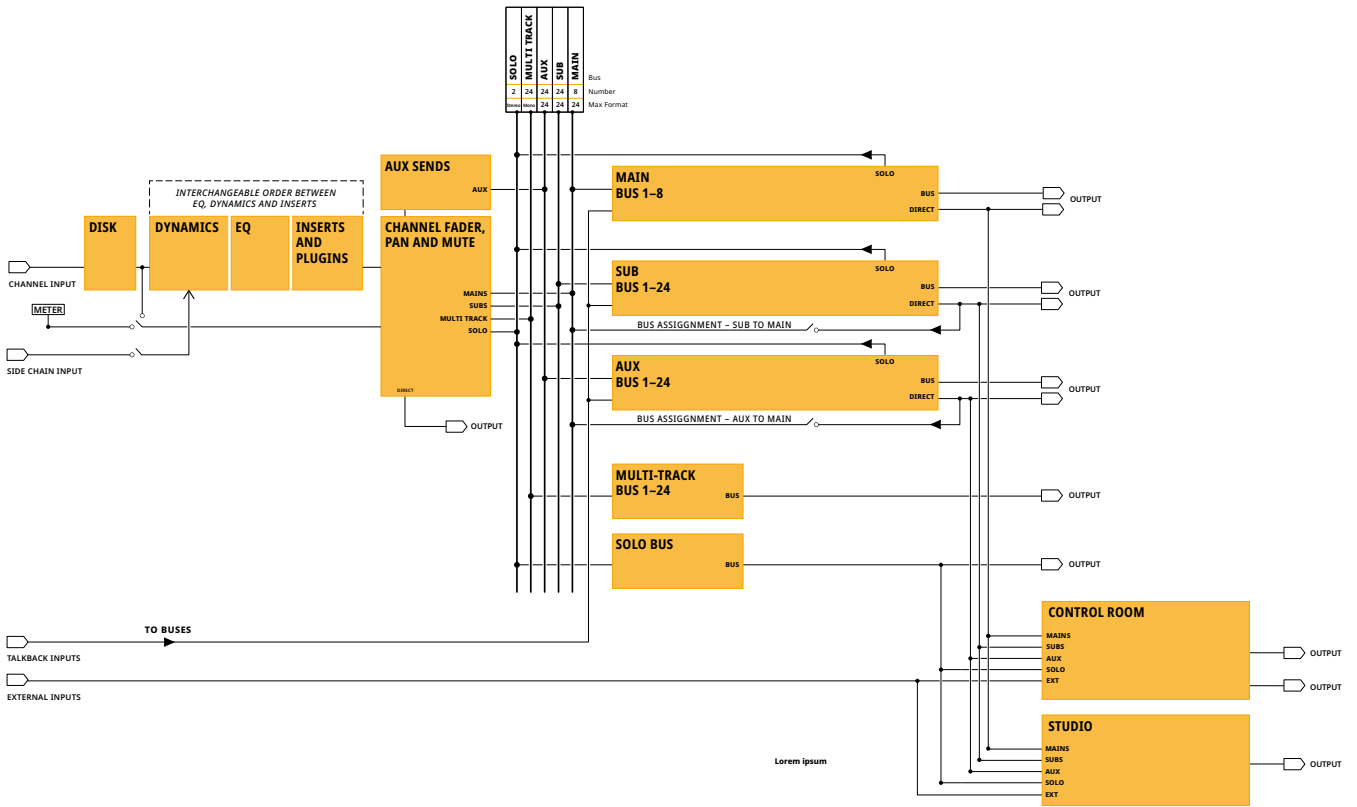 SOLO
MULTI TRACK
AUX
SUB
MAIN
Bus
2 24 24 24 8 Number
Stereo Mono 24 24 24 Max Format
AUX SENDS
AUX
INTERCHANGEABLE ORDER BETWEEN
EQ, DYNAMICS AND INSERTS
DISK
DYNAMICS
EQ
INSERTS
AND
PLUGINS
CHANNEL FADER,
PAN AND MUTE
MAINS
SUBS
MULTI TRACK
SOLO
DIRECT
OUTPUT
CHANNEL INPUT
METER
SIDE CHAIN INPUT
SOLO
MAIN
BUS 1–8
BUS
DIRECT
OUTPUT
SOLO
SUB
BUS 1–24
BUS
DIRECT
OUTPUT
BUS ASSIGGNMENT – SUB TO MAIN
SOLO
AUX
BUS 1–24
BUS
DIRECT
OUTPUT
BUS ASSIGGNMENT – AUX TO MAIN
MULTI-TRACK
BUS 1–24
BUS
OUTPUT
SOLO BUS
BUS
OUTPUT
TO BUSES
TALKBACK INPUTS
EXTERNAL INPUTS
CONTROL ROOM
MAINS
SUBS
AUX
SOLO
EXT
OUTPUT
OUTPUT
STUDIO
MAINS
SUBS
AUX
SOLO
EXT
OUTPUT
Lorem ipsum